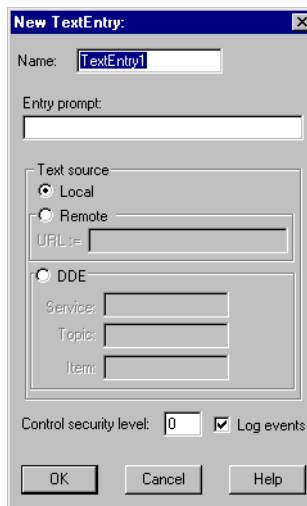 New TextEntry:
Name: TextEntry1
Entry prompt:
Text source
Local
Remote
URL :=
DDE
Service:
Topic:
Item:
Control security level: 0 Log events
OK Cancel Help